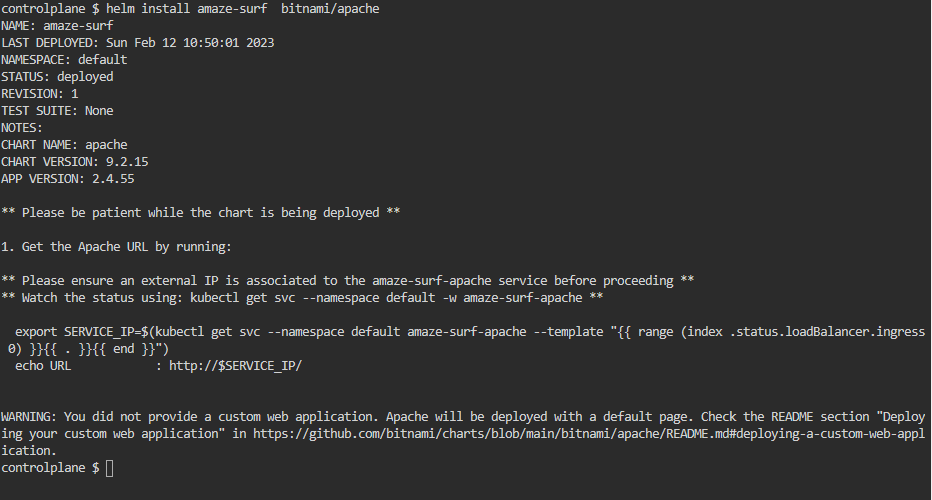 controlplane $ helm install amaze-surf  bitnami/apache
NAME: amaze-surf
LAST DEPLOYED: Sun Feb 12 10:50:01 2023
NAMESPACE: default
STATUS: deployed
REVISION: 1
TEST SUITE: None
NOTES:
CHART NAME: apache
CHART VERSION: 9.2.15
APP VERSION: 2.4.55
** Please be patient while the chart is being deployed **
1. Get the Apache URL by running:
** Please ensure an external IP is associated to the amaze-surf-apache service before proceeding **
** Watch the status using: kubectl get svc --namespace default -w amaze-surf-apache **
  export SERVICE_IP=$(kubectl get svc --namespace default amaze-surf-apache --template "{{ range (index .status.loadBalancer.ingress
 0) }}{{ . }}{{ end }}")
  echo URL            : http://$SERVICE_IP/
WARNING: You did not provide a custom web application. Apache will be deployed with a default page. Check the README section "Deploy
ing your custom web application" in https://github.com/bitnami/charts/blob/main/bitnami/apache/README.md#deploying-a-custom-web-appl
ication.
controlplane $